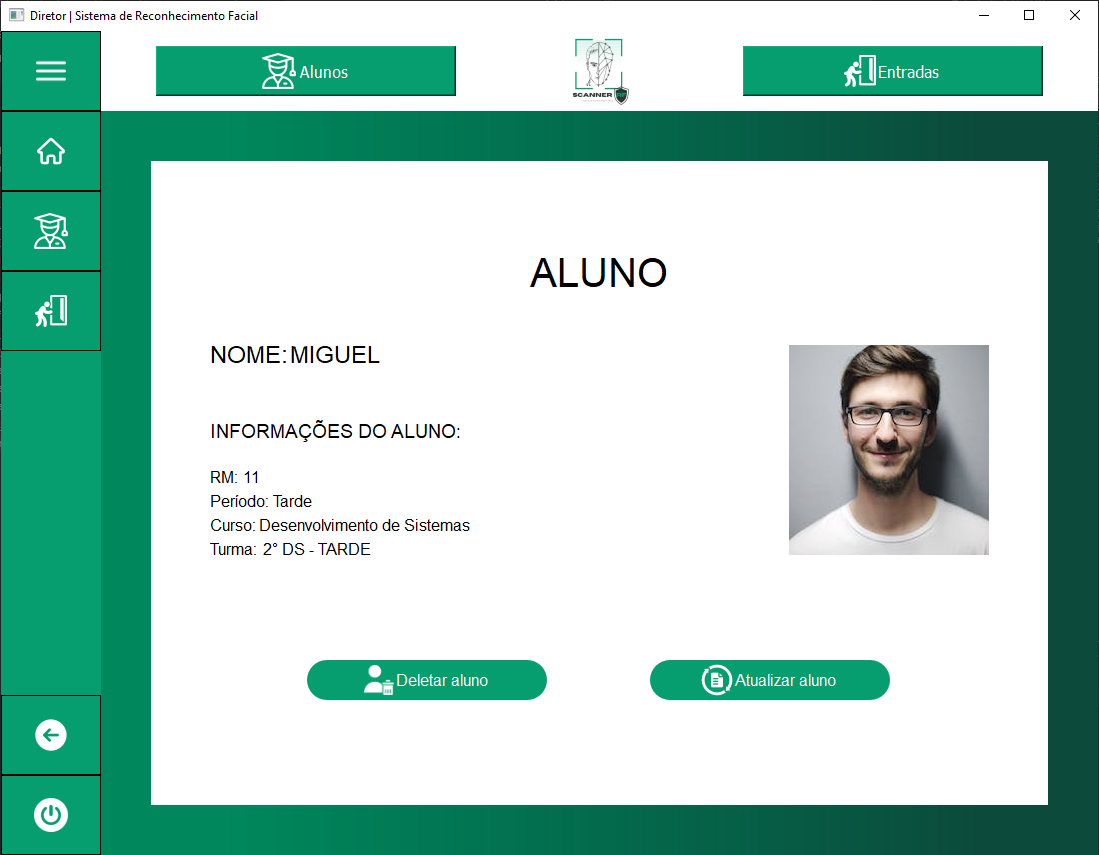 Diretor | Sistema de Reconhecimento Facial
Alunos
SCANNER
Entradas
ALUNO
NOME: MIGUEL
INFORMAÇÕES DO ALUNO:
RM: 11
Período: Tarde
Curso: Desenvolvimento de Sistemas
Turma: 2° DS - TARDE
Deletar aluno
Atualizar aluno